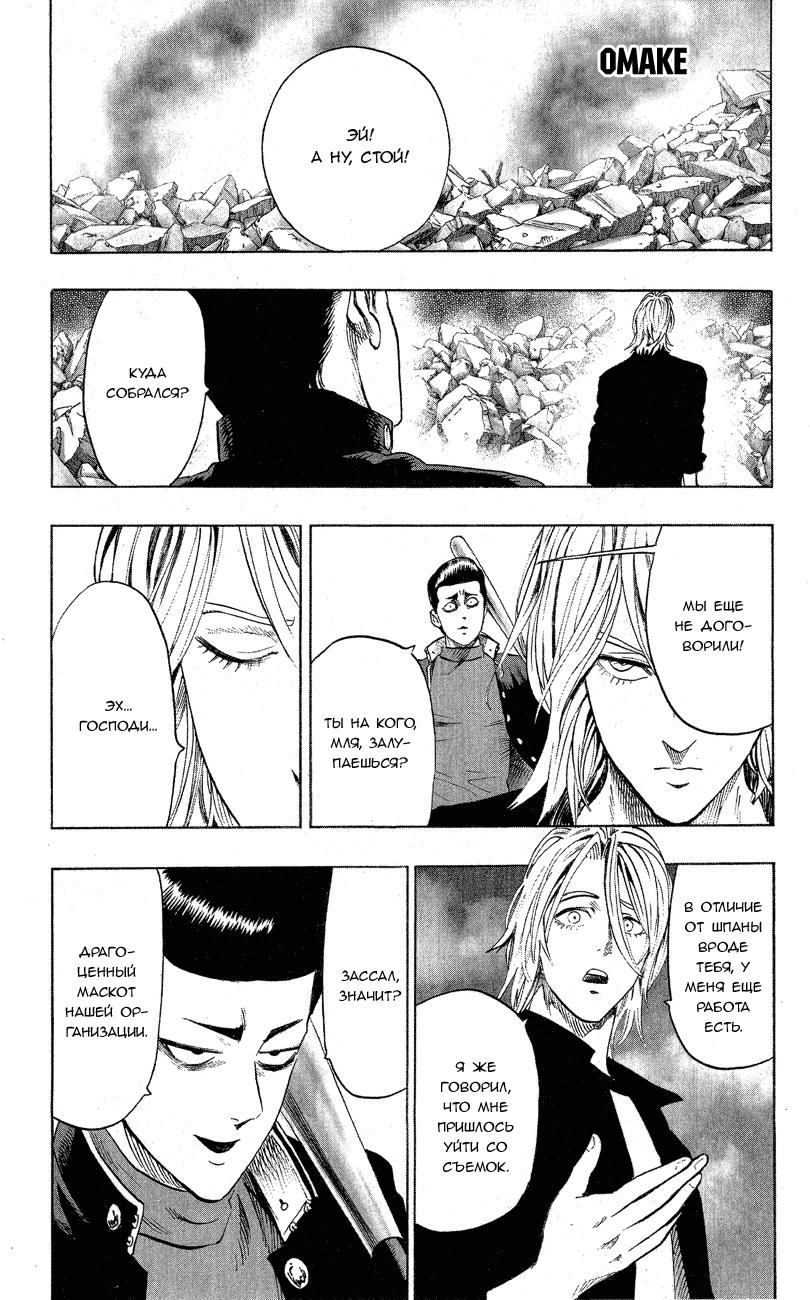 OMAKE
ЭЙ!
А НУ, СТОЙ!
КУДА
СОБРАЛСЯ?
МЫ ЕЩЕ
НЕ ДОГО-
ВОРИЛИ!
ТЫ НА КОГО,
МЛЯ, ЗАЛУ-
ПАЕШЬСЯ?
ЭХ...
ГОСПОДИ...
В ОТЛИЧИЕ
ОТ ШПАНЫ
ВРОДЕ
ТЕБЯ, У
МЕНЯ ЕЩЕ
РАБОТА
ЕСТЬ.
Я ЖЕ
ГОВОРИЛ,
ЧТО МНЕ
ПРИШЛОСЬ
УЙТИ СО
СЪЕМОК.
ЗАССАЛ,
ЗНАЧИТ?
ДРАГО-
ЦЕННЫЙ
МАСКОТ
НАШЕЙ ОР-
ГАНИЗАЦИИ.